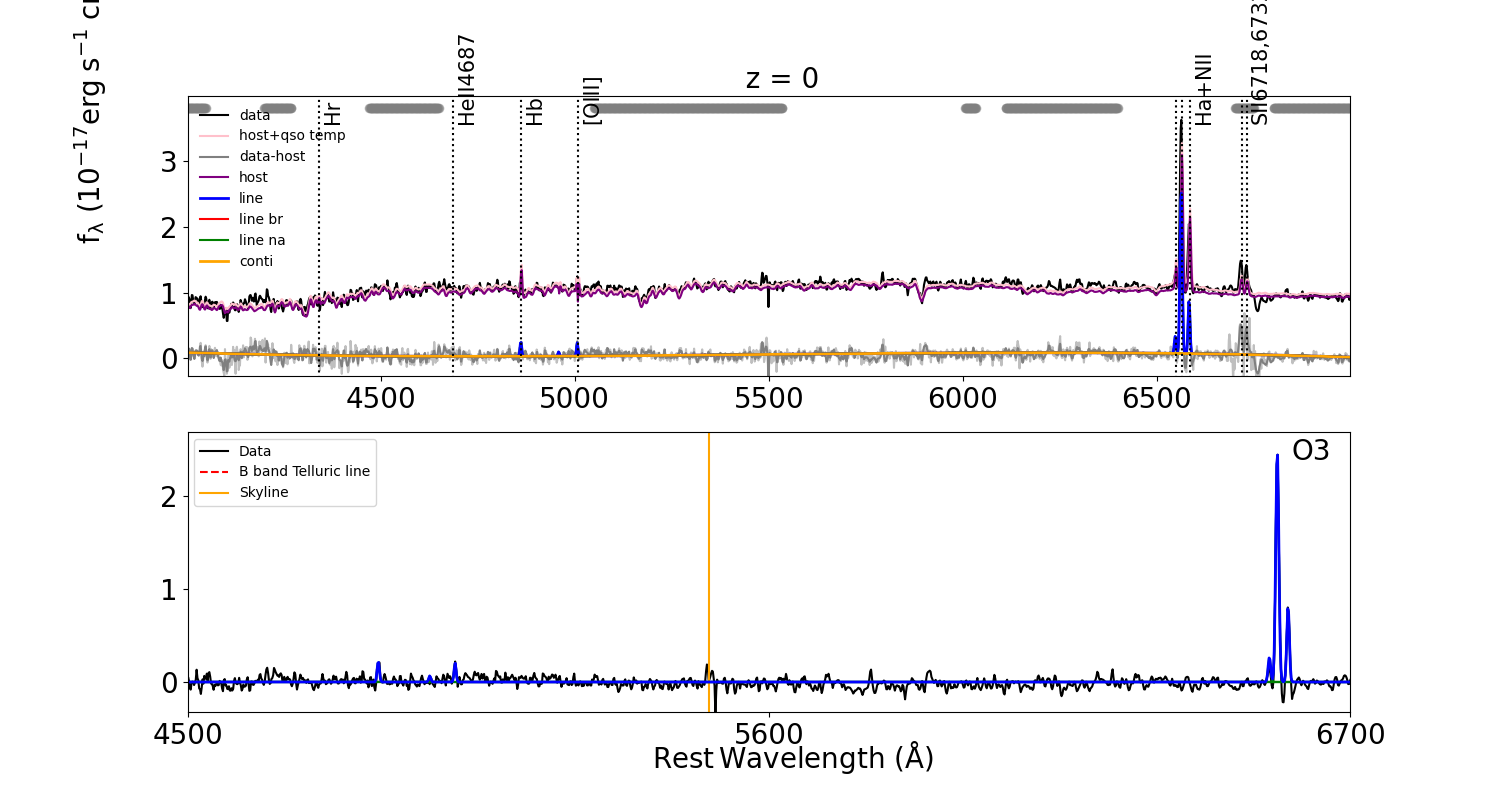 z = 0
f_λ (10^−17 erg s^−1
Hr
HeII4687
Hb
[OIII]
Ha+NII
SII6718,673
data
host+qso temp
data-host
host
line
line br
line na
conti
3
2
1
0
4500 5000 5500 6000 6500
Data
B band Telluric line
Skyline
O3
2
1
0
4500 5600 6700
Rest Wavelength (Å)